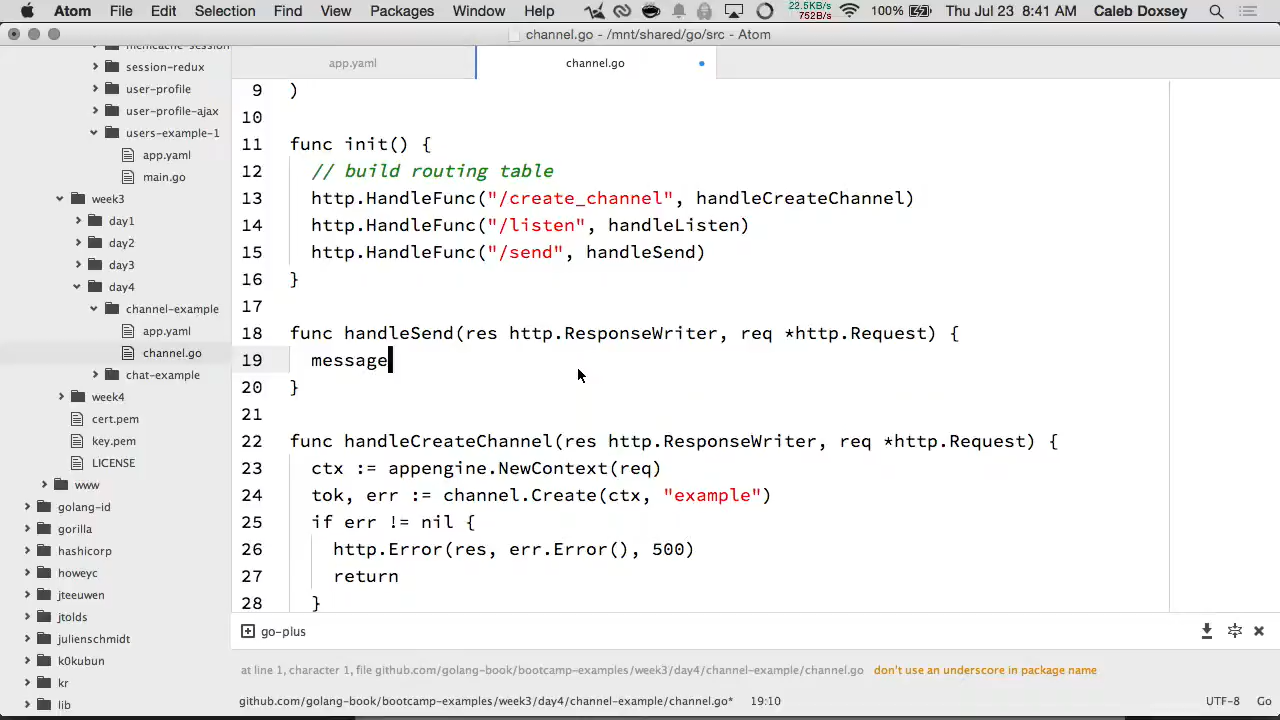 Atom File Edit Selection Find View Packages Window Help 22.5KB/s 752B/s 100% Thu Jul 23 8:41 AM Caleb Doxsey
channel.go - /mnt/shared/go/src - Atom
memcache-session
session-redux
user-profile
user-profile-ajax
users-example-1
app.yaml
main.go
week3
day1
day2
day3
day4
channel-example
app.yaml
channel.go
chat-example
week4
cert.pem
key.pem
LICENSE
www
golang-id
gorilla
hashicorp
howeyc
jteeuwen
jtolds
julienschmidt
k0kubun
kr
lib
app.yaml channel.go
9 )
10
11 func init() {
12 // build routing table
13 http.HandleFunc("/create_channel", handleCreateChannel)
14 http.HandleFunc("/listen", handleListen)
15 http.HandleFunc("/send", handleSend)
16 }
17
18 func handleSend(res http.ResponseWriter, req *http.Request) {
19 message
20 }
21
22 func handleCreateChannel(res http.ResponseWriter, req *http.Request) {
23 ctx := appengine.NewContext(req)
24 tok, err := channel.Create(ctx, "example")
25 if err != nil {
26 http.Error(res, err.Error(), 500)
27 return
28 }
go-plus
at line 1, character 1, file github.com/golang-book/bootcamp-examples/week3/day4/channel-example/channel.go don't use an underscore in package name
github.com/golang-book/bootcamp-examples/week3/day4/channel-example/channel.go* 19:10 UTF-8 Go